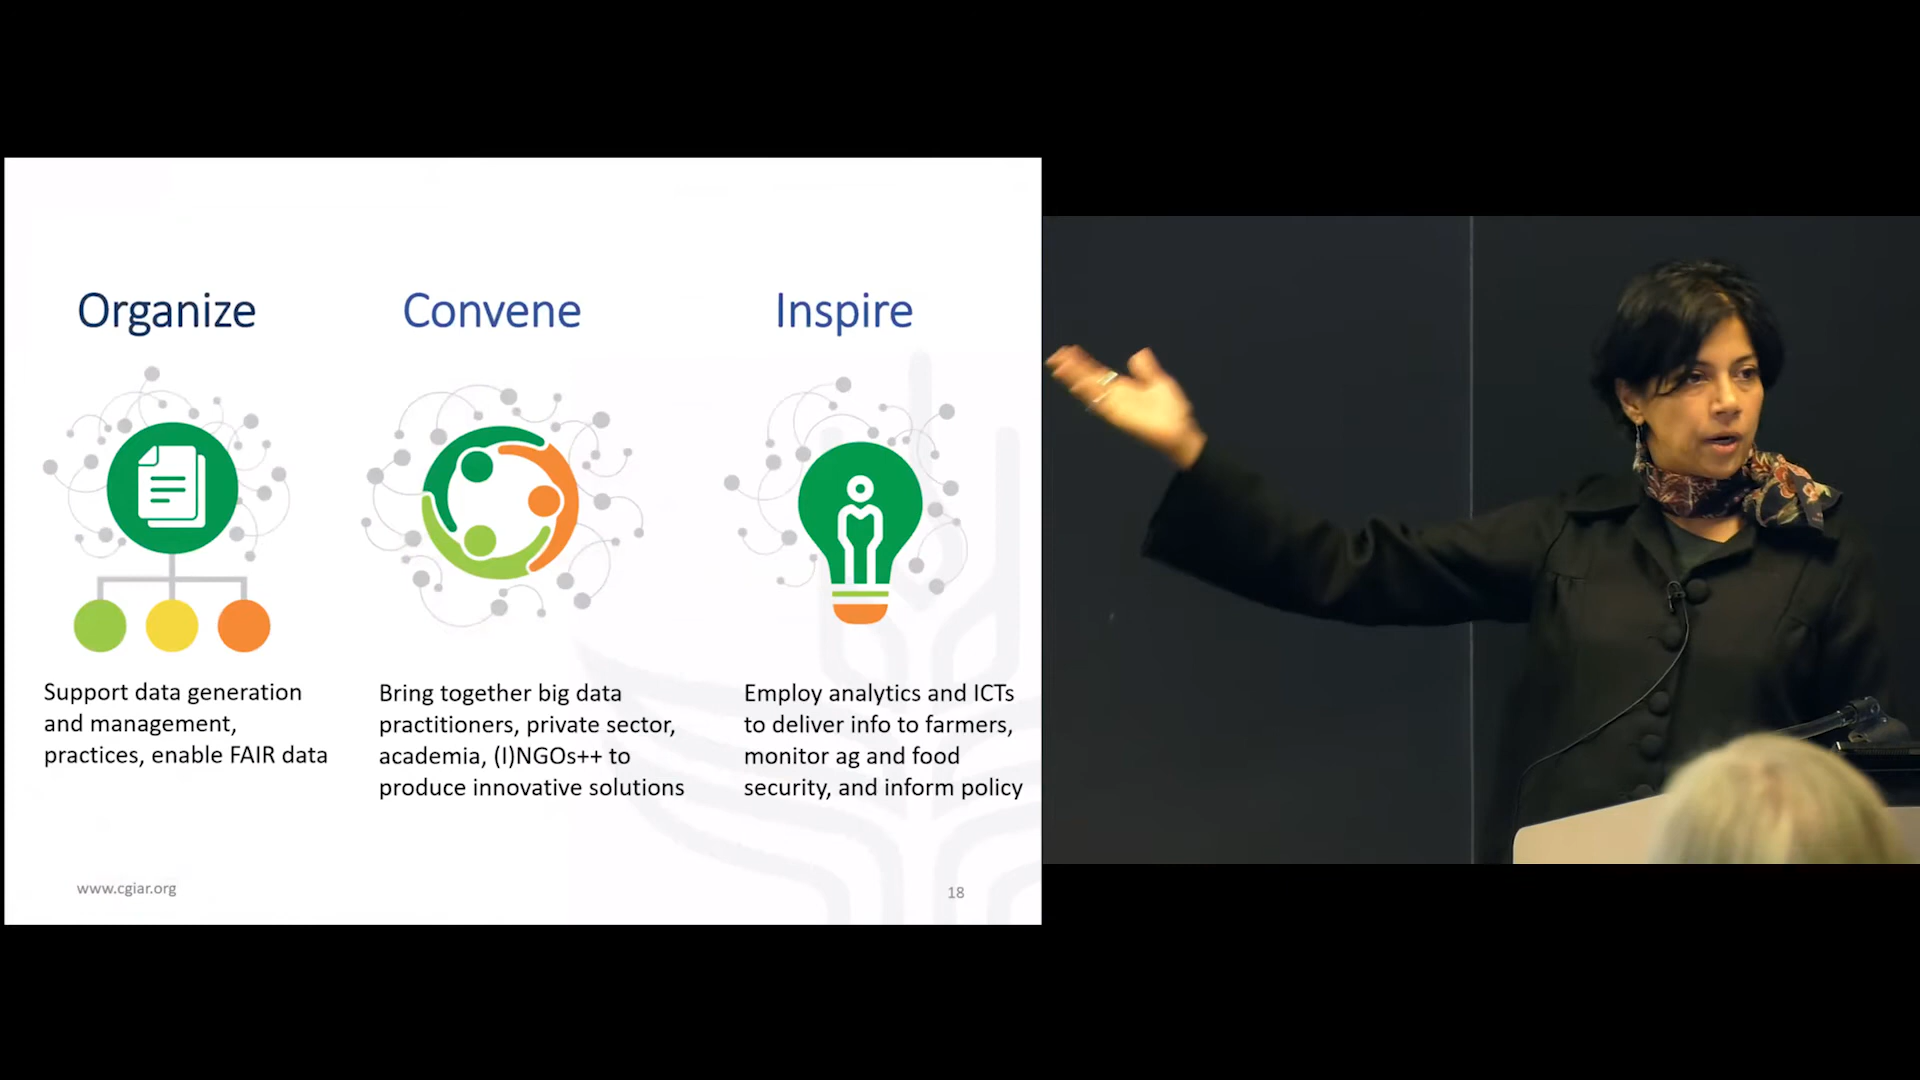 Organize
Support data generation
and management,
practices, enable FAIR data
Convene
Bring together big data
practitioners, private sector,
academia, (I)NGOs++ to
produce innovative solutions
Inspire
Employ analytics and ICTs
to deliver info to farmers,
monitor ag and food
security, and inform policy
www.cgiar.org
18